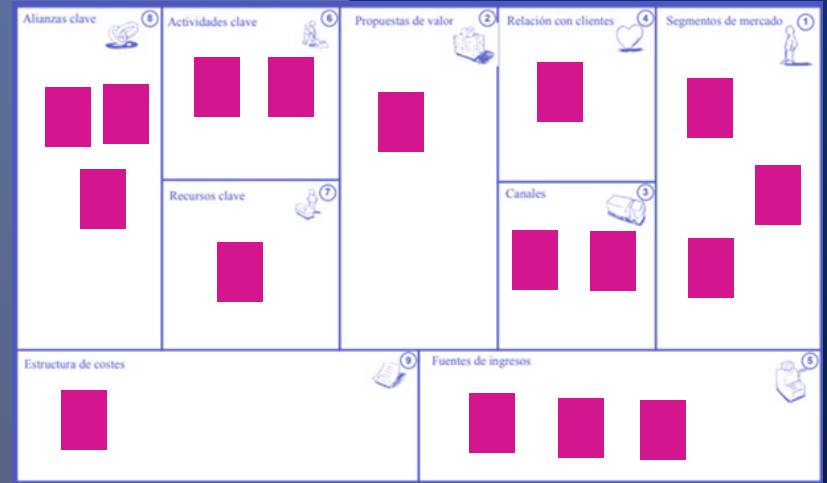 Alianzas clave
8
Actividades clave
6
Propuestas de valor
2
Relación con clientes
4
Segmentos de mercado
1
Recursos clave
7
Canales
3
Estructura de costes
9
Fuentes de ingresos
5